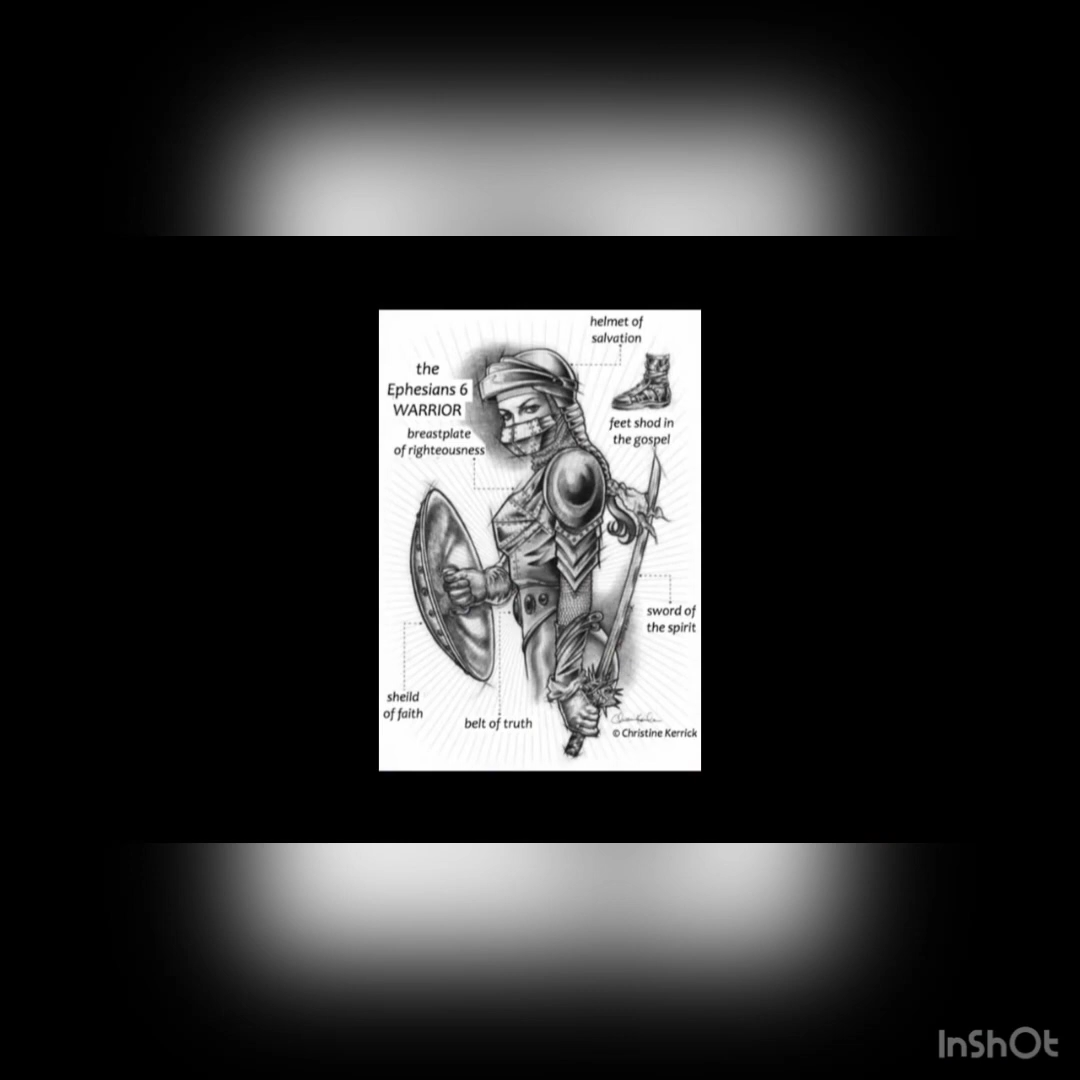 helmet of
salvation
the
Ephesians 6
WARRIOR
breastplate
of righteousness
feet shod in
the gospel
sword of
the spirit
sheild
of faith
belt of truth
© Christine Kerrick
InShOt